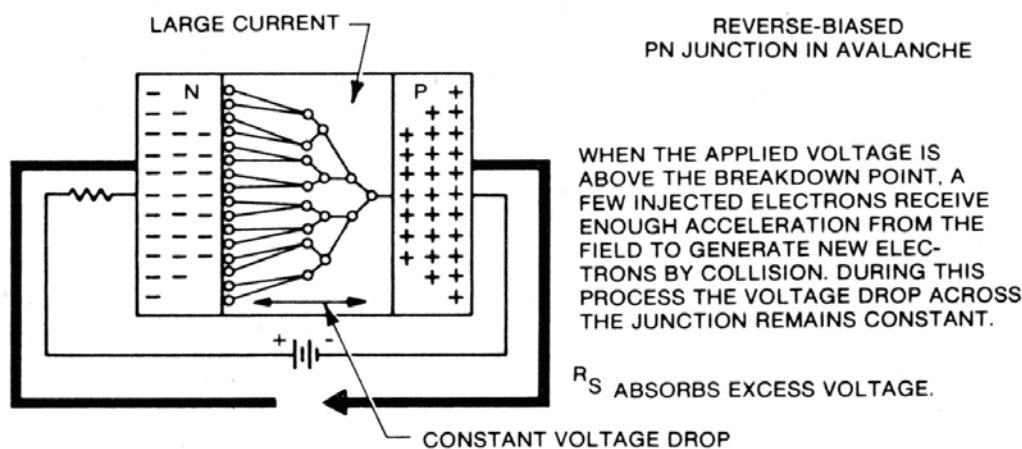 LARGE CURRENT
REVERSE-BIASED
PN JUNCTION IN AVALANCHE
N
P
WHEN THE APPLIED VOLTAGE IS
ABOVE THE BREAKDOWN POINT, A
FEW INJECTED ELECTRONS RECEIVE
ENOUGH ACCELERATION FROM THE
FIELD TO GENERATE NEW ELEC-
TRONS BY COLLISION. DURING THIS
PROCESS THE VOLTAGE DROP ACROSS
THE JUNCTION REMAINS CONSTANT.
+ -
RS ABSORBS EXCESS VOLTAGE.
CONSTANT VOLTAGE DROP